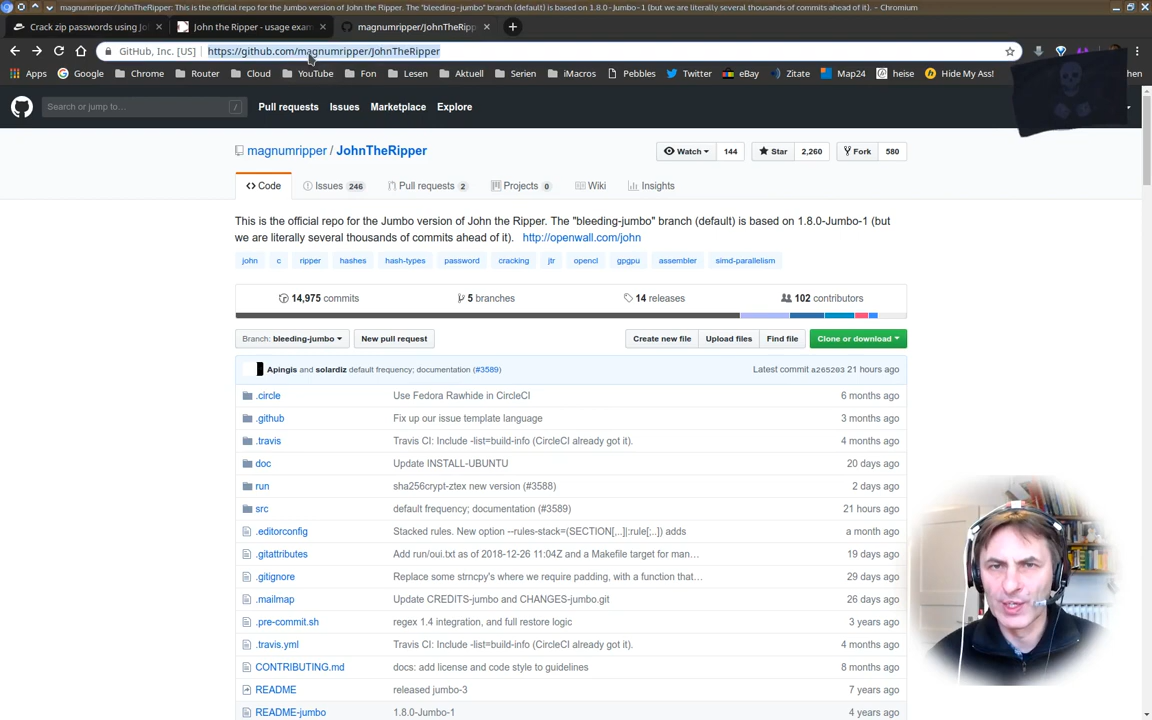 magnumripper/JohnTheRipper: This is the official repo for the Jumbo version of John the Ripper. The "bleeding-jumbo" branch (default) is based on 1.8.0-Jumbo-1 (but we are literally several thousands of commits ahead of it). - Chromium
Crack zip passwords using Jo
John the Ripper - usage exam
magnumripper/JohnTheRipp
GitHub, Inc. [US] | https://github.com/magnumripper/JohnTheRipper
Apps Google Chrome Router Cloud YouTube Fon Lesen Aktuell Serien iMacros Pebbles Twitter eBay Zitate Map24 heise Hide My Ass! hen
Search or jump to… / Pull requests Issues Marketplace Explore
magnumripper / JohnTheRipper Watch 144 Star 2,260 Fork 580
Code Issues 246 Pull requests 2 Projects 0 Wiki Insights
This is the official repo for the Jumbo version of John the Ripper. The "bleeding-jumbo" branch (default) is based on 1.8.0-Jumbo-1 (but
we are literally several thousands of commits ahead of it). http://openwall.com/john
john c ripper hashes hash-types password cracking jtr opencl gpgpu assembler simd-parallelism
14,975 commits 5 branches 14 releases 102 contributors
Branch: bleeding-jumbo New pull request Create new file Upload files Find file Clone or download
Apingis and solardiz default frequency; documentation (#3589) Latest commit a265203 21 hours ago
.circle Use Fedora Rawhide in CircleCI 6 months ago
.github Fix up our issue template language 3 months ago
.travis Travis CI: Include -list=build-info (CircleCI already got it). 4 months ago
doc Update INSTALL-UBUNTU 20 days ago
run sha256crypt-ztex new version (#3588) 2 days ago
src default frequency; documentation (#3589) 21 hours ago
.editorconfig Stacked rules. New option --rules-stack=(SECTION[,..]|:rule[;..]) adds a month ago
.gitattributes Add run/oui.txt as of 2018-12-26 11:04Z and a Makefile target for man… 19 days ago
.gitignore Replace some strncpy's where we require padding, with a function that… 29 days ago
.mailmap Update CREDITS-jumbo and CHANGES-jumbo.git 26 days ago
.pre-commit.sh regex 1.4 integration, and full restore logic 3 years ago
.travis.yml Travis CI: Include -list=build-info (CircleCI already got it). 4 months ago
CONTRIBUTING.md docs: add license and code style to guidelines 8 months ago
README released jumbo-3 7 years ago
README-jumbo 1.8.0-Jumbo-1 4 years ago